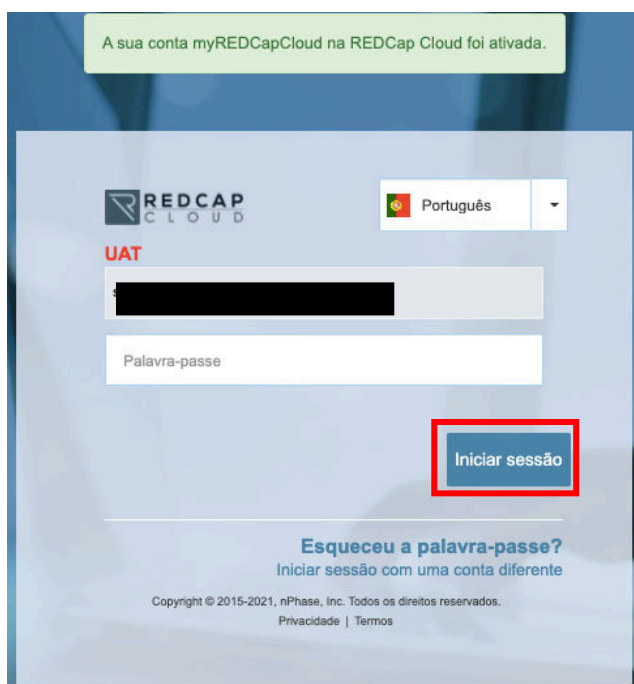 A sua conta myREDCapCloud na REDCap Cloud foi ativada.
REDCAP
CLOUD
Português
UAT
Palavra-passe
Iniciar sessão
Esqueceu a palavra-passe?
Iniciar sessão com uma conta diferente
Copyright © 2015-2021, nPhase, Inc. Todos os direitos reservados.
Privacidade | Termos